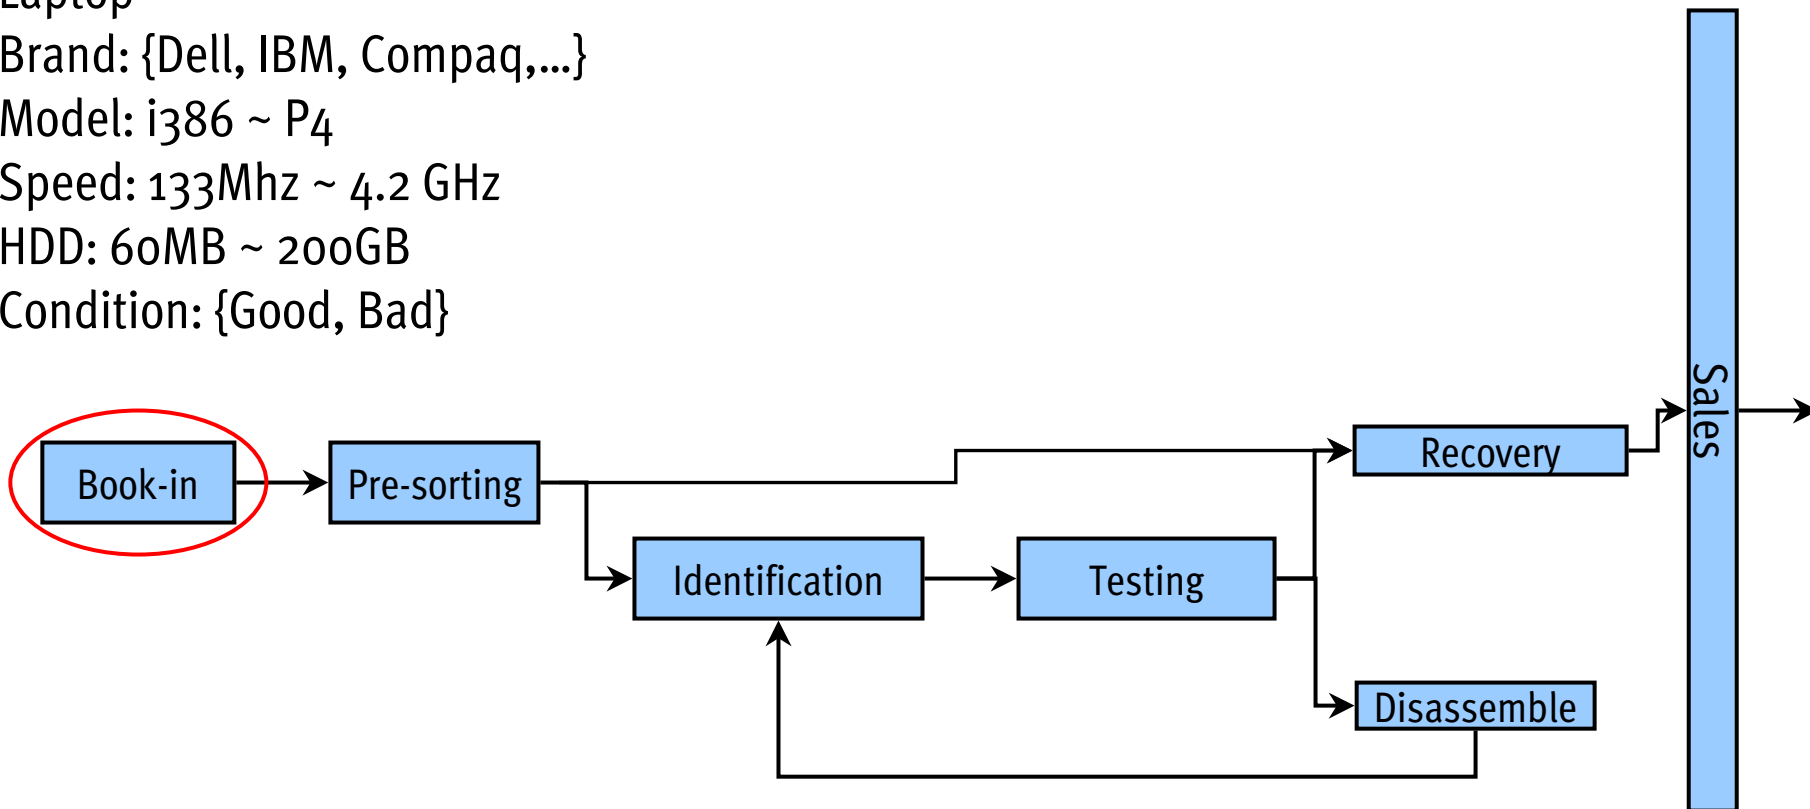 Laptop
Brand: {Dell, IBM, Compaq,...}
Model: i386 ~ P4
Speed: 133Mhz ~ 4.2 GHz
HDD: 60MB ~ 200GB
Condition: {Good, Bad}
Sales
Recovery
Book-in
Pre-sorting
Identification
Testing
Disassemble